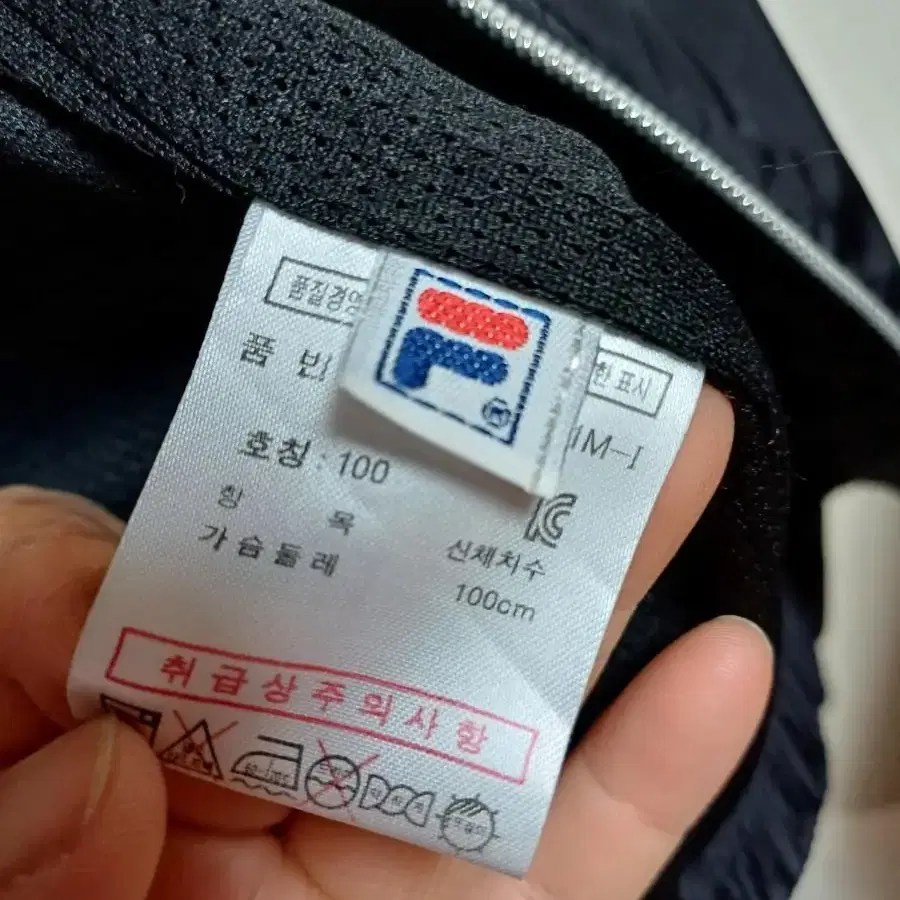 품질경영
한 표시
품 번
1M-I
호칭 : 100
항 목
신체치수
가슴둘레
100cm
취급상주의사항